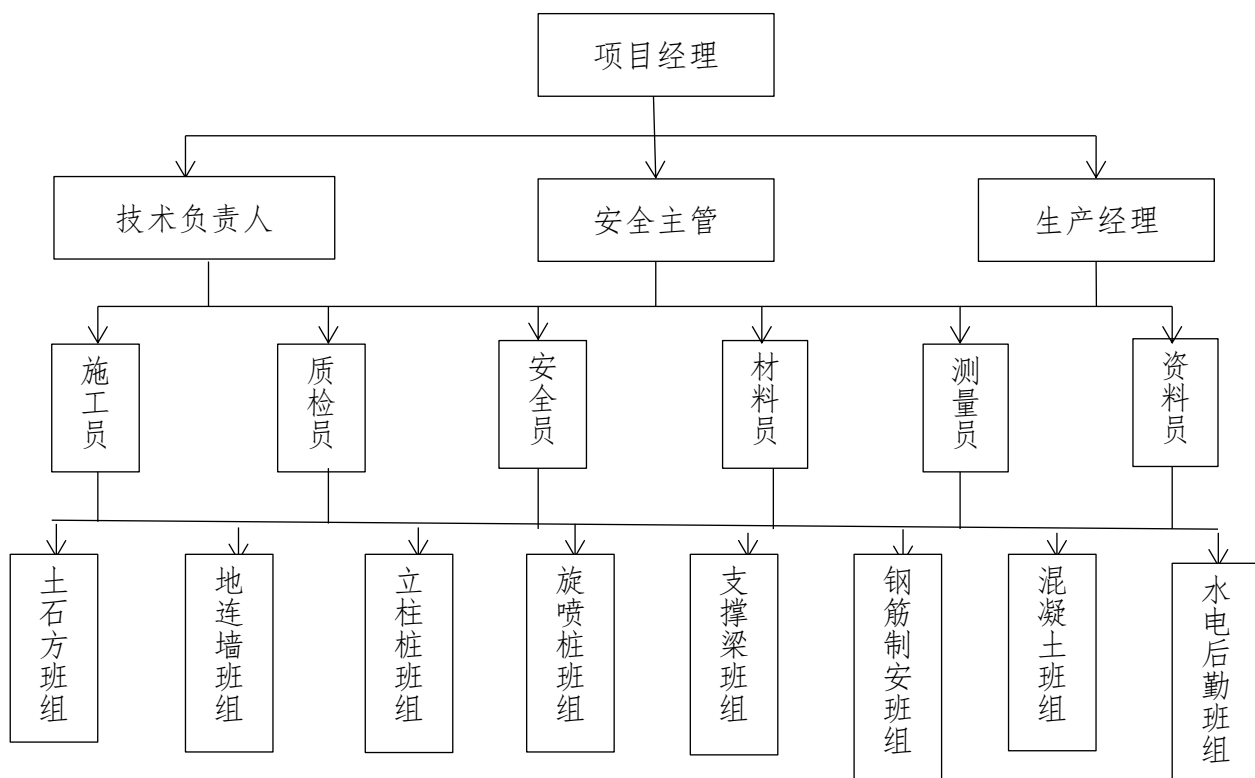 项目经理
技术负责人
安全主管
生产经理
施工员
质检员
安全员
材料员
测量员
资料员
土石方班组
地连墙班组
立柱桩班组
旋喷桩班组
支撑梁班组
钢筋制安班组
混凝土班组
水电后勤班组